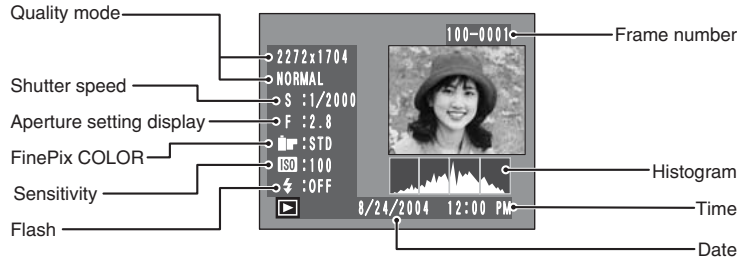 Quality mode
100-0001
Frame number
2272x1704
NORMAL
Shutter speed
S :1/2000
Aperture setting display
F :2.8
FinePix COLOR
:STD
Sensitivity
ISO :100
Histogram
Flash
:OFF
8/24/2004 12:00 PM
Time
Date